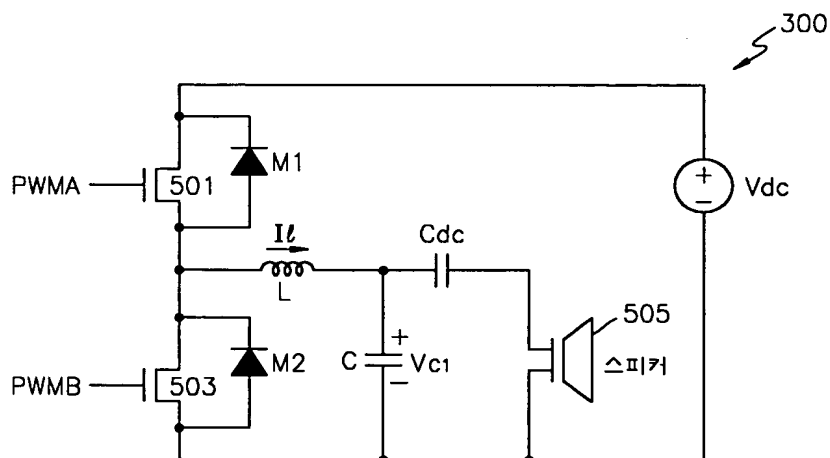 300
M1
PWMA
501
+
-
Vdc
Iℓ
Cdc
L
505
+
M2
C
Vc1
-
스피커
PWMB
503